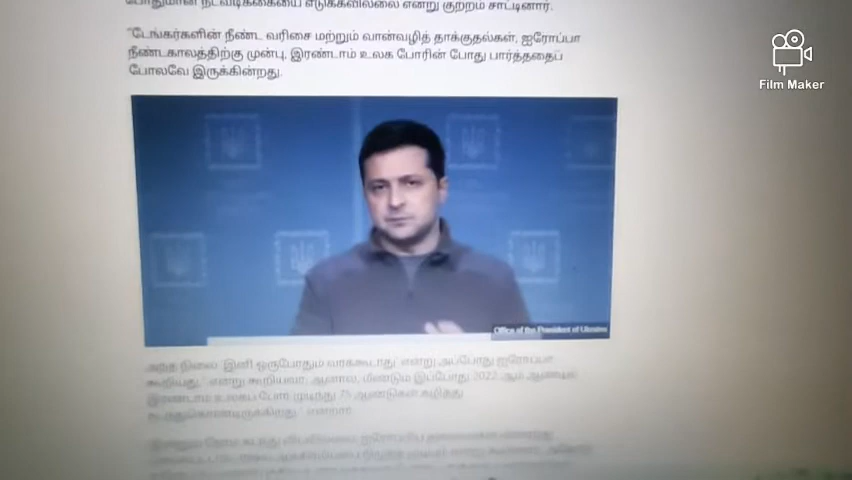 போதுமான நடவடிக்கையை எடுக்கவில்லை என்று குற்றம் சாட்டினார்.
"டேங்கர்களின் நீண்ட வரிசை மற்றும் வான்வழித் தாக்குதல்கள், ஐரோப்பா
நீண்டகாலத்திற்கு முன்பு, இரண்டாம் உலக போரின் போது பார்த்ததைப்
போலவே இருக்கின்றது.
Film Maker
Office of the President of Ukraine
அந்த நிலை 'இனி ஒருபோதும் வரக்கூடாது' என்று அப்போது ஐரோப்பா
கூறியது," என்று கூறியவர், ஆனால், மீண்டும் இப்போது 2022 ஆம் ஆண்டில்
இரண்டாம் உலகப் போர் முடிந்து 75 ஆண்டுகள் கழித்து
நடந்துகொண்டிருக்கிறது," என்றார்.